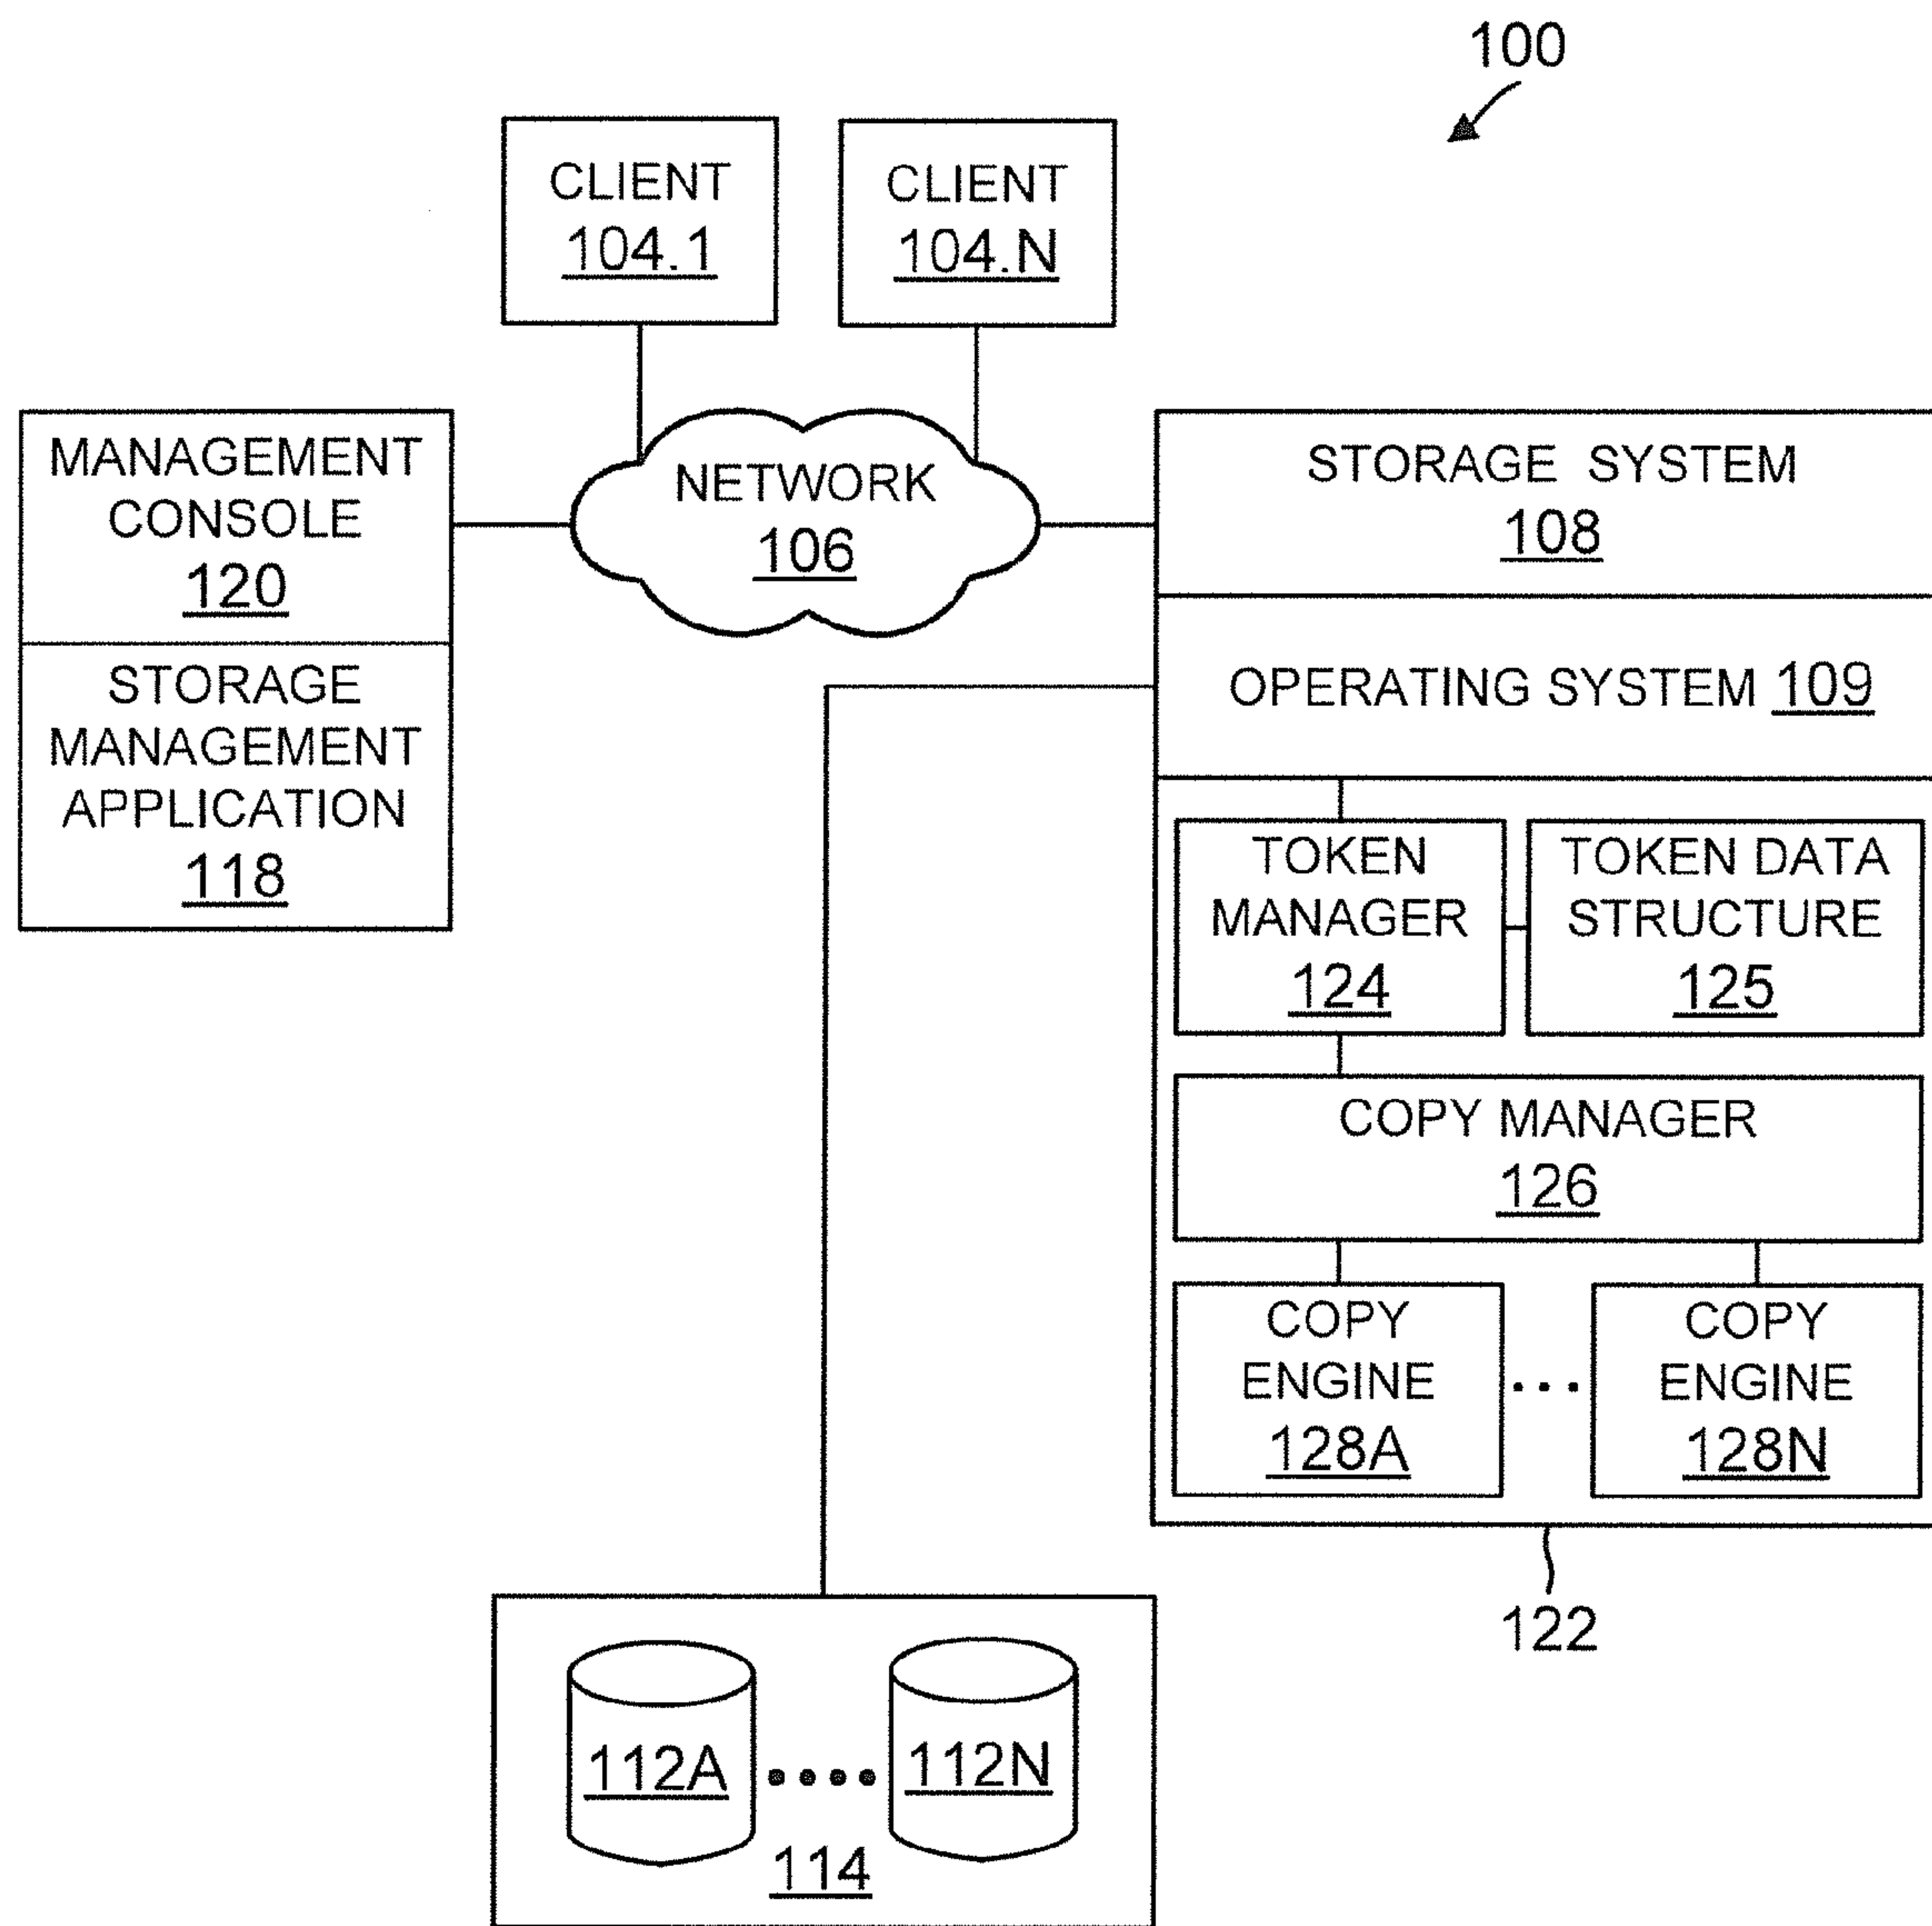 100
CLIENT
104.1
CLIENT
104.N
MANAGEMENT
CONSOLE
120
STORAGE
MANAGEMENT
APPLICATION
118
NETWORK
106
STORAGE SYSTEM
108
OPERATING SYSTEM 109
TOKEN
MANAGER
124
TOKEN DATA
STRUCTURE
125
COPY MANAGER
126
COPY
ENGINE
128A
...
COPY
ENGINE
128N
122
112A
....
112N
114